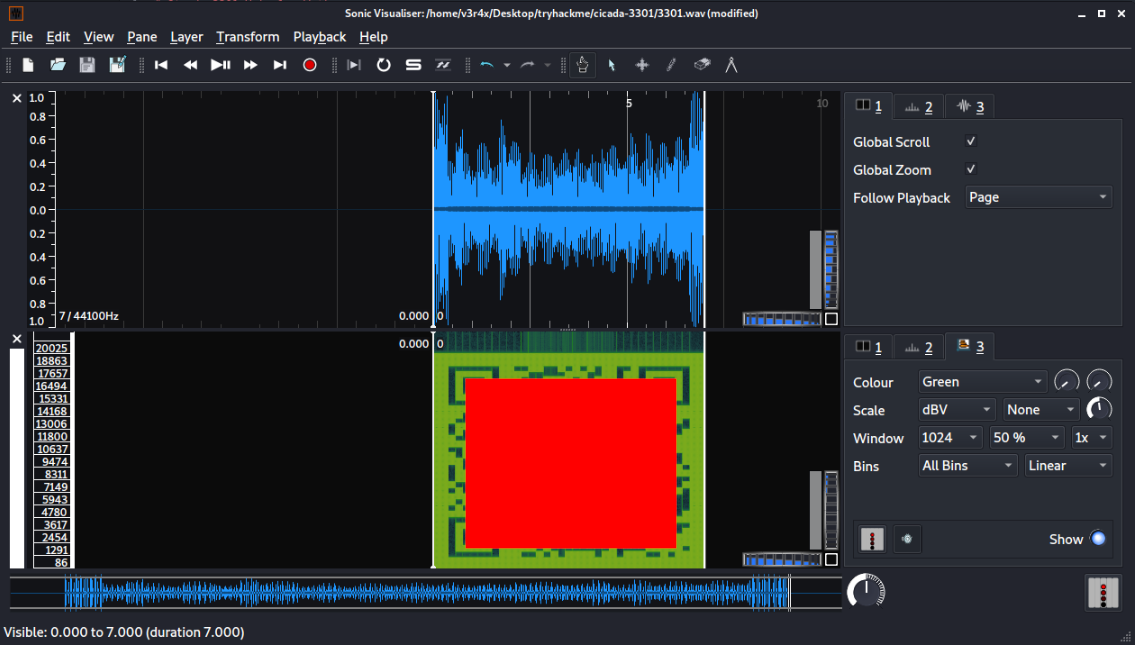 Sonic Visualiser: /home/v3r4x/Desktop/tryhackme/cicada-3301/3301.wav (modified)
File Edit View Pane Layer Transform Playback Help
1.0
0.8
0.6
0.4
0.2
0.0
0.2
0.4
0.6
0.8
1.0
5
10
7 / 44100Hz
0.000
0
1 2 3
Global Scroll
Global Zoom
Follow Playback Page
0.000
0
20025
18863
17657
16494
15331
14168
13006
11800
10637
9474
8311
7149
5943
4780
3617
2454
1291
86
1 2 3
Colour Green
Scale dBV None
Window 1024 50 % 1x
Bins All Bins Linear
Show
Visible: 0.000 to 7.000 (duration 7.000)